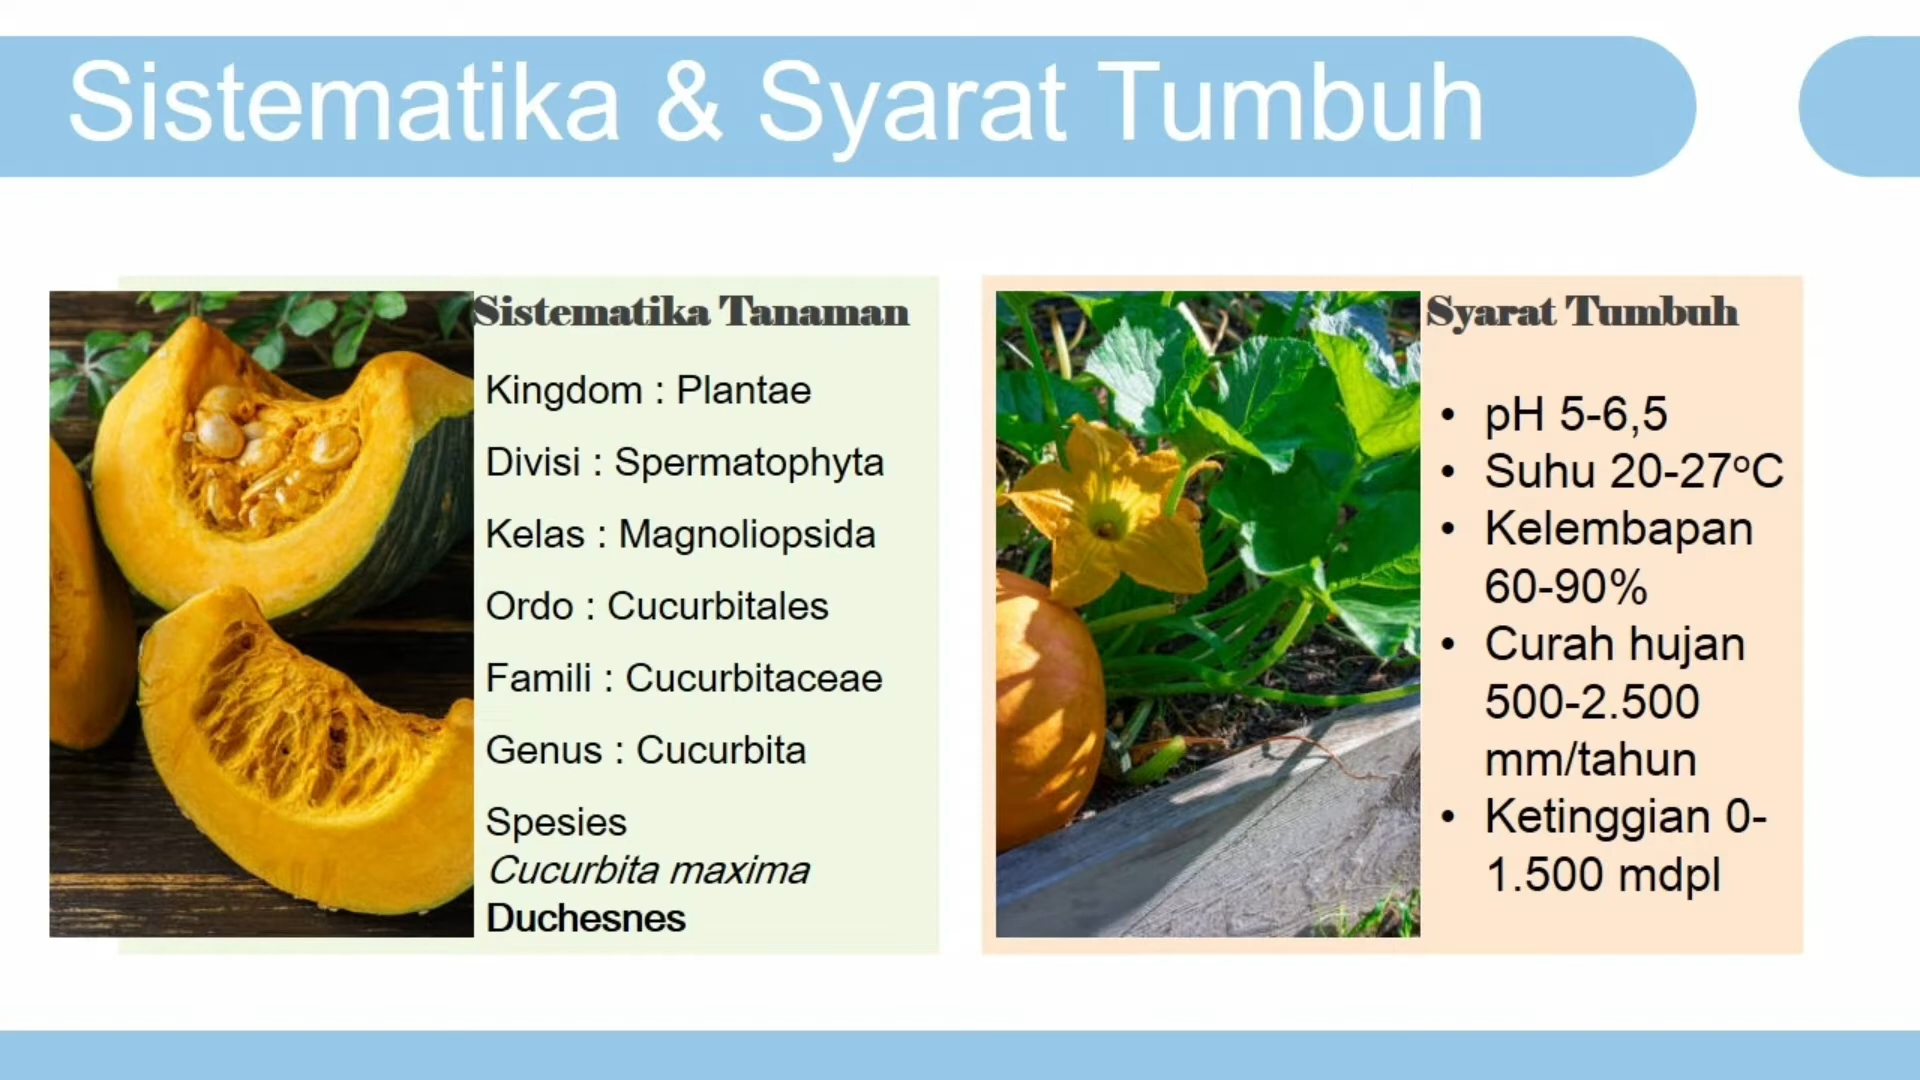 Sistematika & Syarat Tumbuh
Sistematika Tanaman
Kingdom : Plantae
Divisi : Spermatophyta
Kelas : Magnoliopsida
Ordo : Cucurbitales
Famili : Cucurbitaceae
Genus : Cucurbita
Spesies
Cucurbita maxima
Duchesnes
Syarat Tumbuh
• pH 5-6,5
• Suhu 20-27ºC
• Kelembapan
60-90%
• Curah hujan
500-2.500
mm/tahun
• Ketinggian 0-
1.500 mdpl